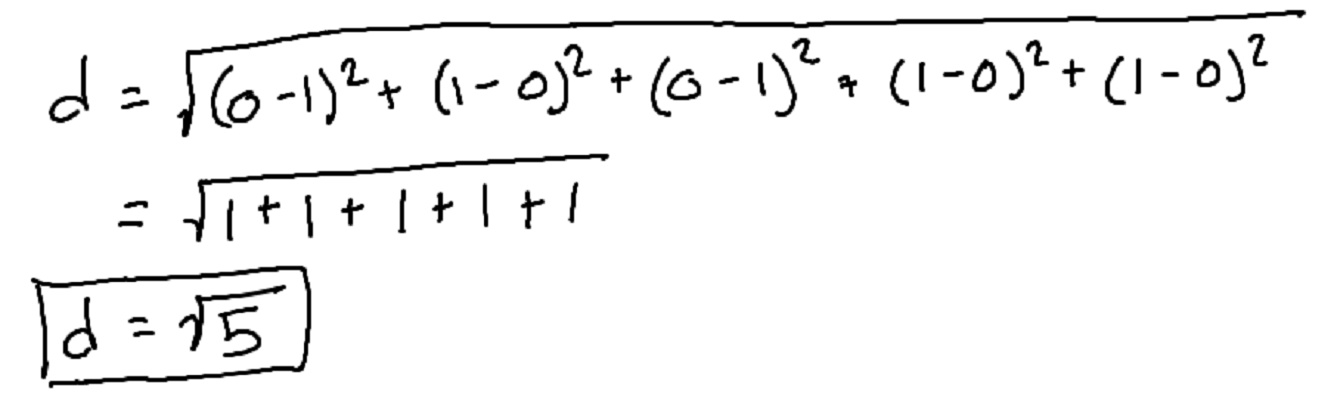 d = √(0-1)² + (1-0)² + (0-1)² + (1-0)² + (1-0)²
= √1+1+1+1+1
d = √5